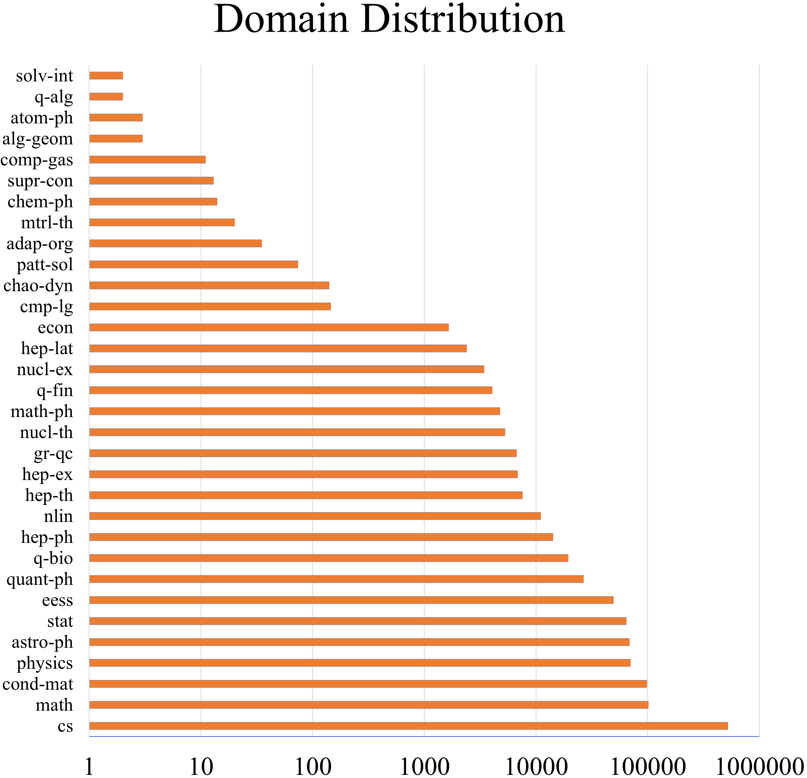 Domain Distribution
solv-int
q-alg
atom-ph
alg-geom
comp-gas
supr-con
chem-ph
mtrl-th
adap-org
patt-sol
chao-dyn
cmp-lg
econ
hep-lat
nucl-ex
q-fin
math-ph
nucl-th
gr-qc
hep-ex
hep-th
nlin
hep-ph
q-bio
quant-ph
eess
stat
astro-ph
physics
cond-mat
math
cs
1 10 100 1000 10000 100000 1000000